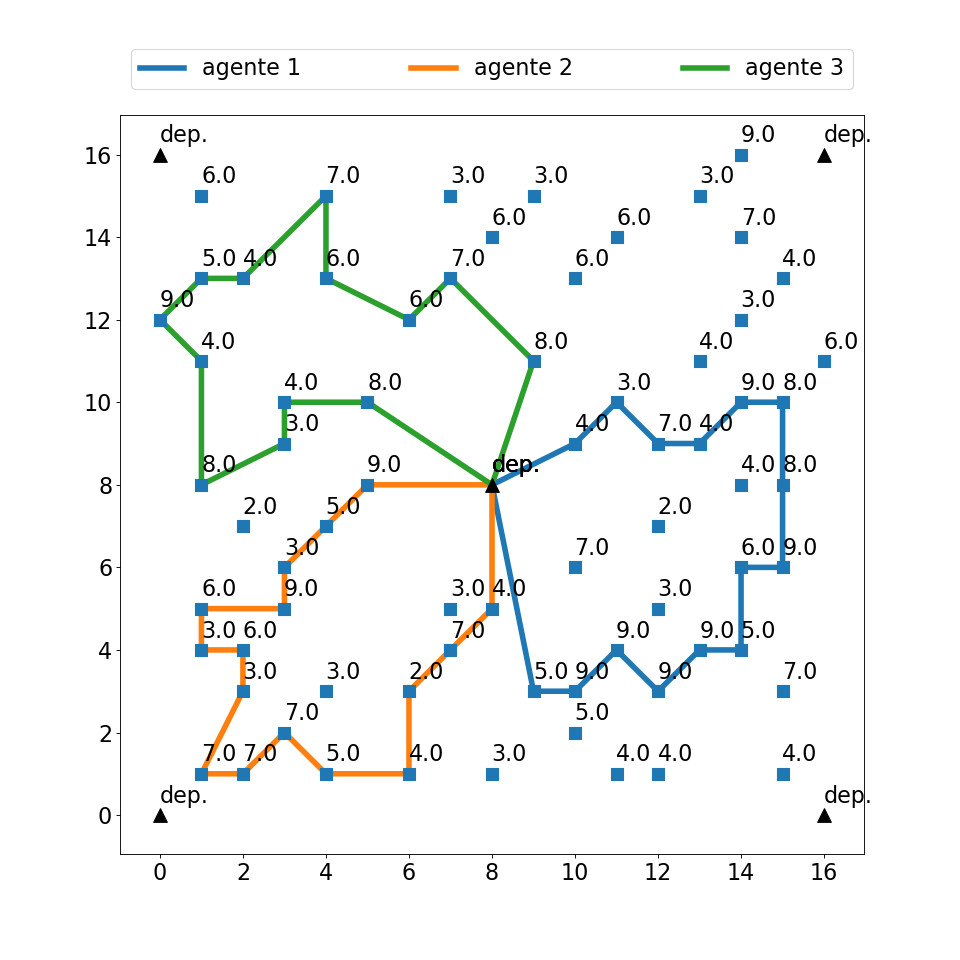 agente 1 agente 2 agente 3
dep. 9.0 dep.
16
6.0 7.0 3.0 3.0 3.0
6.0 6.0 7.0
14
5.0 4.0 6.0 7.0 6.0 4.0
9.0 6.0 3.0
12
4.0 8.0 4.0 6.0
4.0 8.0 3.0 9.0 8.0
10
3.0 4.0 7.0 4.0
8.0 9.0 dep. 4.0 8.0
8
2.0 5.0 2.0
3.0 7.0 6.0 9.0
6
6.0 9.0 3.0 4.0 3.0
3.0 6.0 7.0 9.0 9.0 5.0
4
3.0 3.0 2.0 5.0 9.0 9.0 7.0
7.0 5.0
2
7.0 7.0 5.0 4.0 3.0 4.0 4.0 4.0
dep. dep.
0
0 2 4 6 8 10 12 14 16